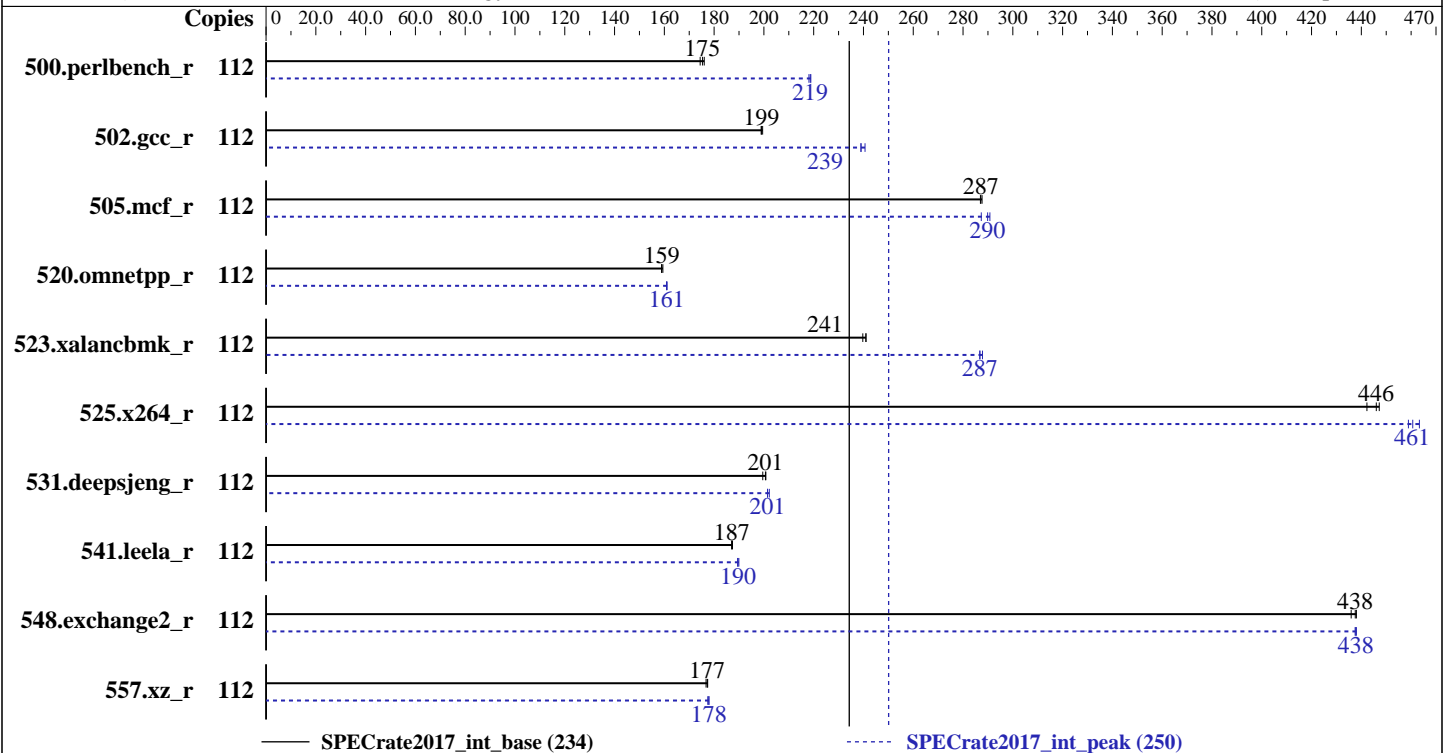 Copies 0 20.0 40.0 60.0 80.0 100 120 140 160 180 200 220 240 260 280 300 320 340 360 380 400 420 440 470
175
500.perlbench_r 112
219
199
502.gcc_r 112
239
287
505.mcf_r 112
290
159
520.omnetpp_r 112
161
241
523.xalancbmk_r 112
287
446
525.x264_r 112
461
201
531.deepsjeng_r 112
201
187
541.leela_r 112
190
438
548.exchange2_r 112
438
177
557.xz_r 112
178
SPECrate2017_int_base (234) SPECrate2017_int_peak (250)